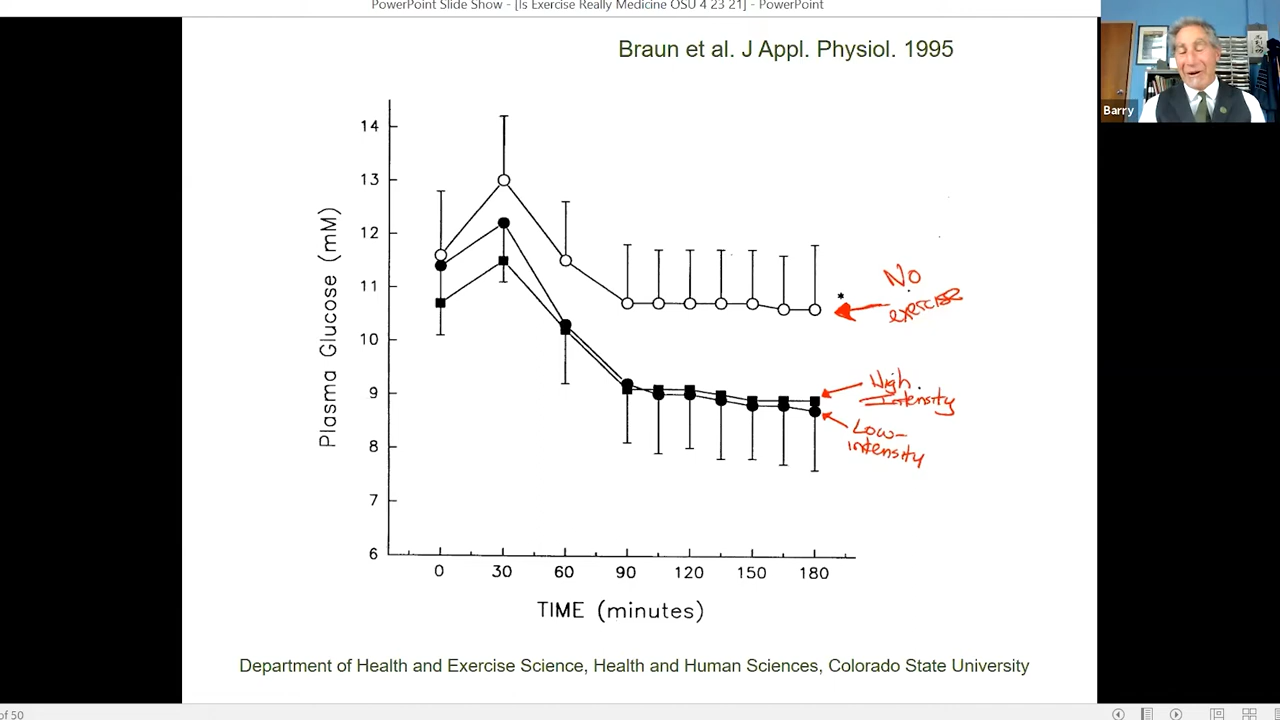 PowerPoint Slide Show - [Is Exercise Really Medicine OSU 4 23 21] - PowerPoint
Braun et al. J Appl. Physiol. 1995
Barry
14
13
12
11
10
9
8
7
6
Plasma Glucose (mM)
0 30 60 90 120 150 180
TIME (minutes)
*
No
exercise
High
Intensity
Low-
intensity
Department of Health and Exercise Science, Health and Human Sciences, Colorado State University
of 50